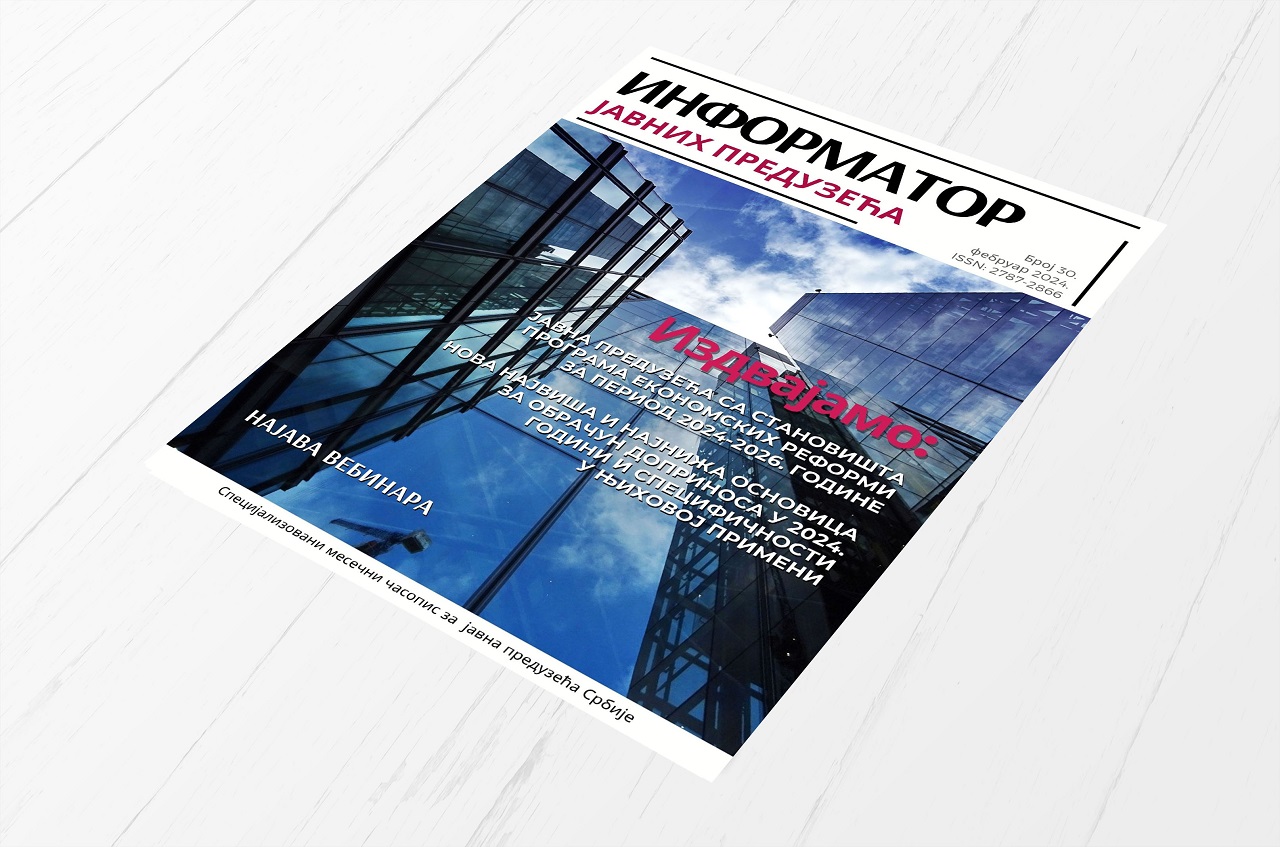 ИНФОРМАТОР
ЈАВНИХ ПРЕДУЗЕЋА
Број 30.
фебруар 2024.
ISSN: 2787-2866
Издвајамо:
ЈАВНА ПРЕДУЗЕЋА СА СТАНОВИШТА
ПРОГРАМА ЕКОНОМСКИХ РЕФОРМИ
ЗА ПЕРИОД 2024-2026. ГОДИНЕ
НОВА НАЈВИША И НАЈНИЖА ОСНОВИЦА
ЗА ОБРАЧУН ДОПРИНОСА У 2024.
ГОДИНИ И СПЕЦИФИЧНОСТИ
У ЊИХОВОЈ ПРИМЕНИ
НАЈАВА ВЕБИНАРА
Специјализовани месечни часопис за јавна предузећа Србије